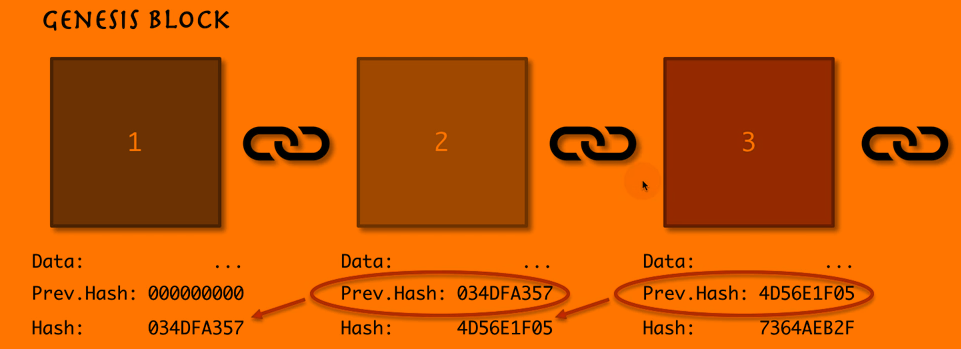 GENESIS BLOCK
1
2
3
Data: ...
Prev.Hash: 000000000
Hash: 034DFA357
Data: ...
Prev.Hash: 034DFA357
Hash: 4D56E1F05
Data: ...
Prev.Hash: 4D56E1F05
Hash: 7364AEB2F